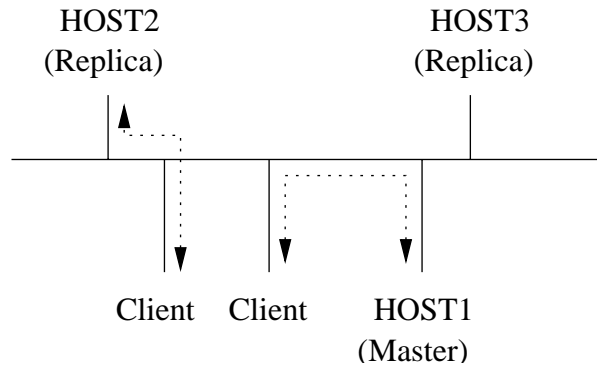 HOST2
(Replica)
HOST3
(Replica)
Client
Client
HOST1
(Master)